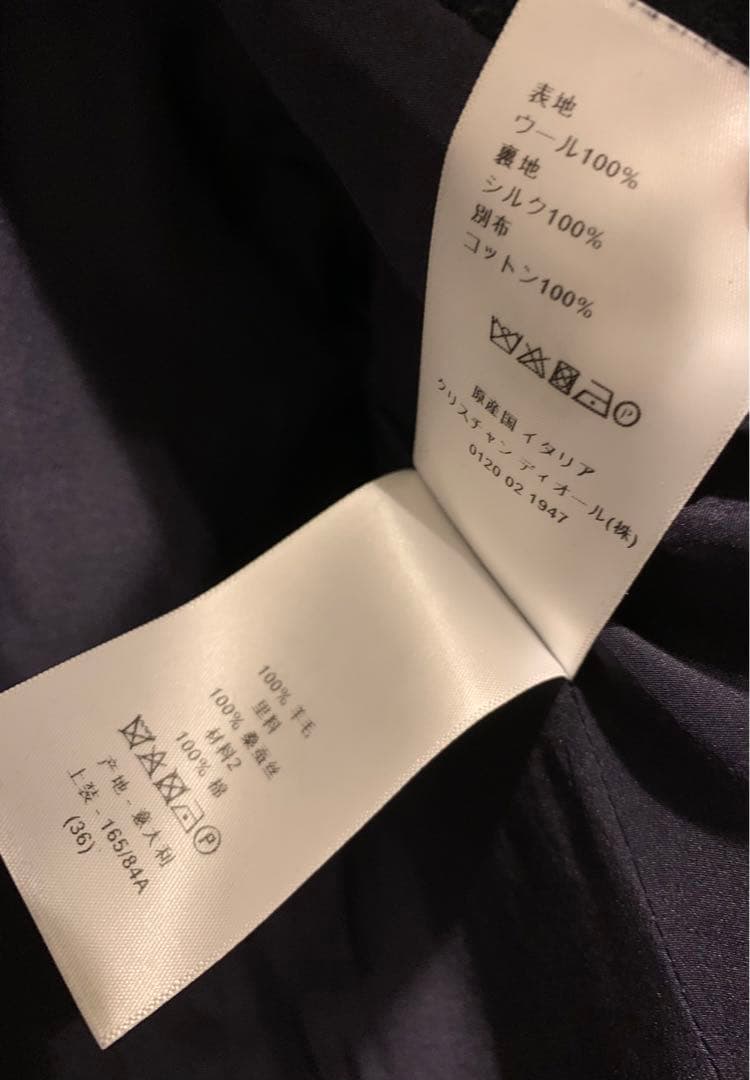 表地
ウール100%
裏地
シルク100%
別布
コットン100%
P
原産国 イタリア
クリスチャン ディオール(株)
0120 02 1947
100% 羊毛
里料
100% 桑蚕丝
材料2
100% 棉
P
产地 - 意大利
上装 - 165/84A
(36)